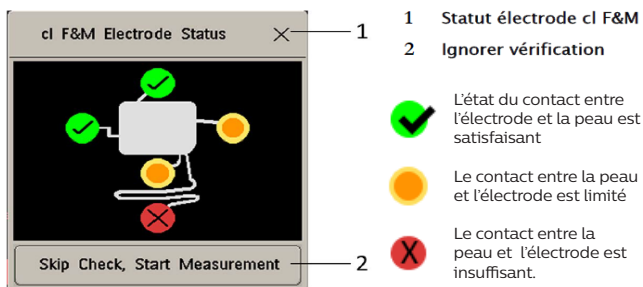 cl F&M Electrode Status
1
Skip Check, Start Measurement
2
1 Statut électrode cl F&M
2 Ignorer vérification
L'état du contact entre
l'électrode et la peau est
satisfaisant
Le contact entre la peau
et l'électrode est limité
Le contact entre la
peau et l'électrode est
insuffisant.